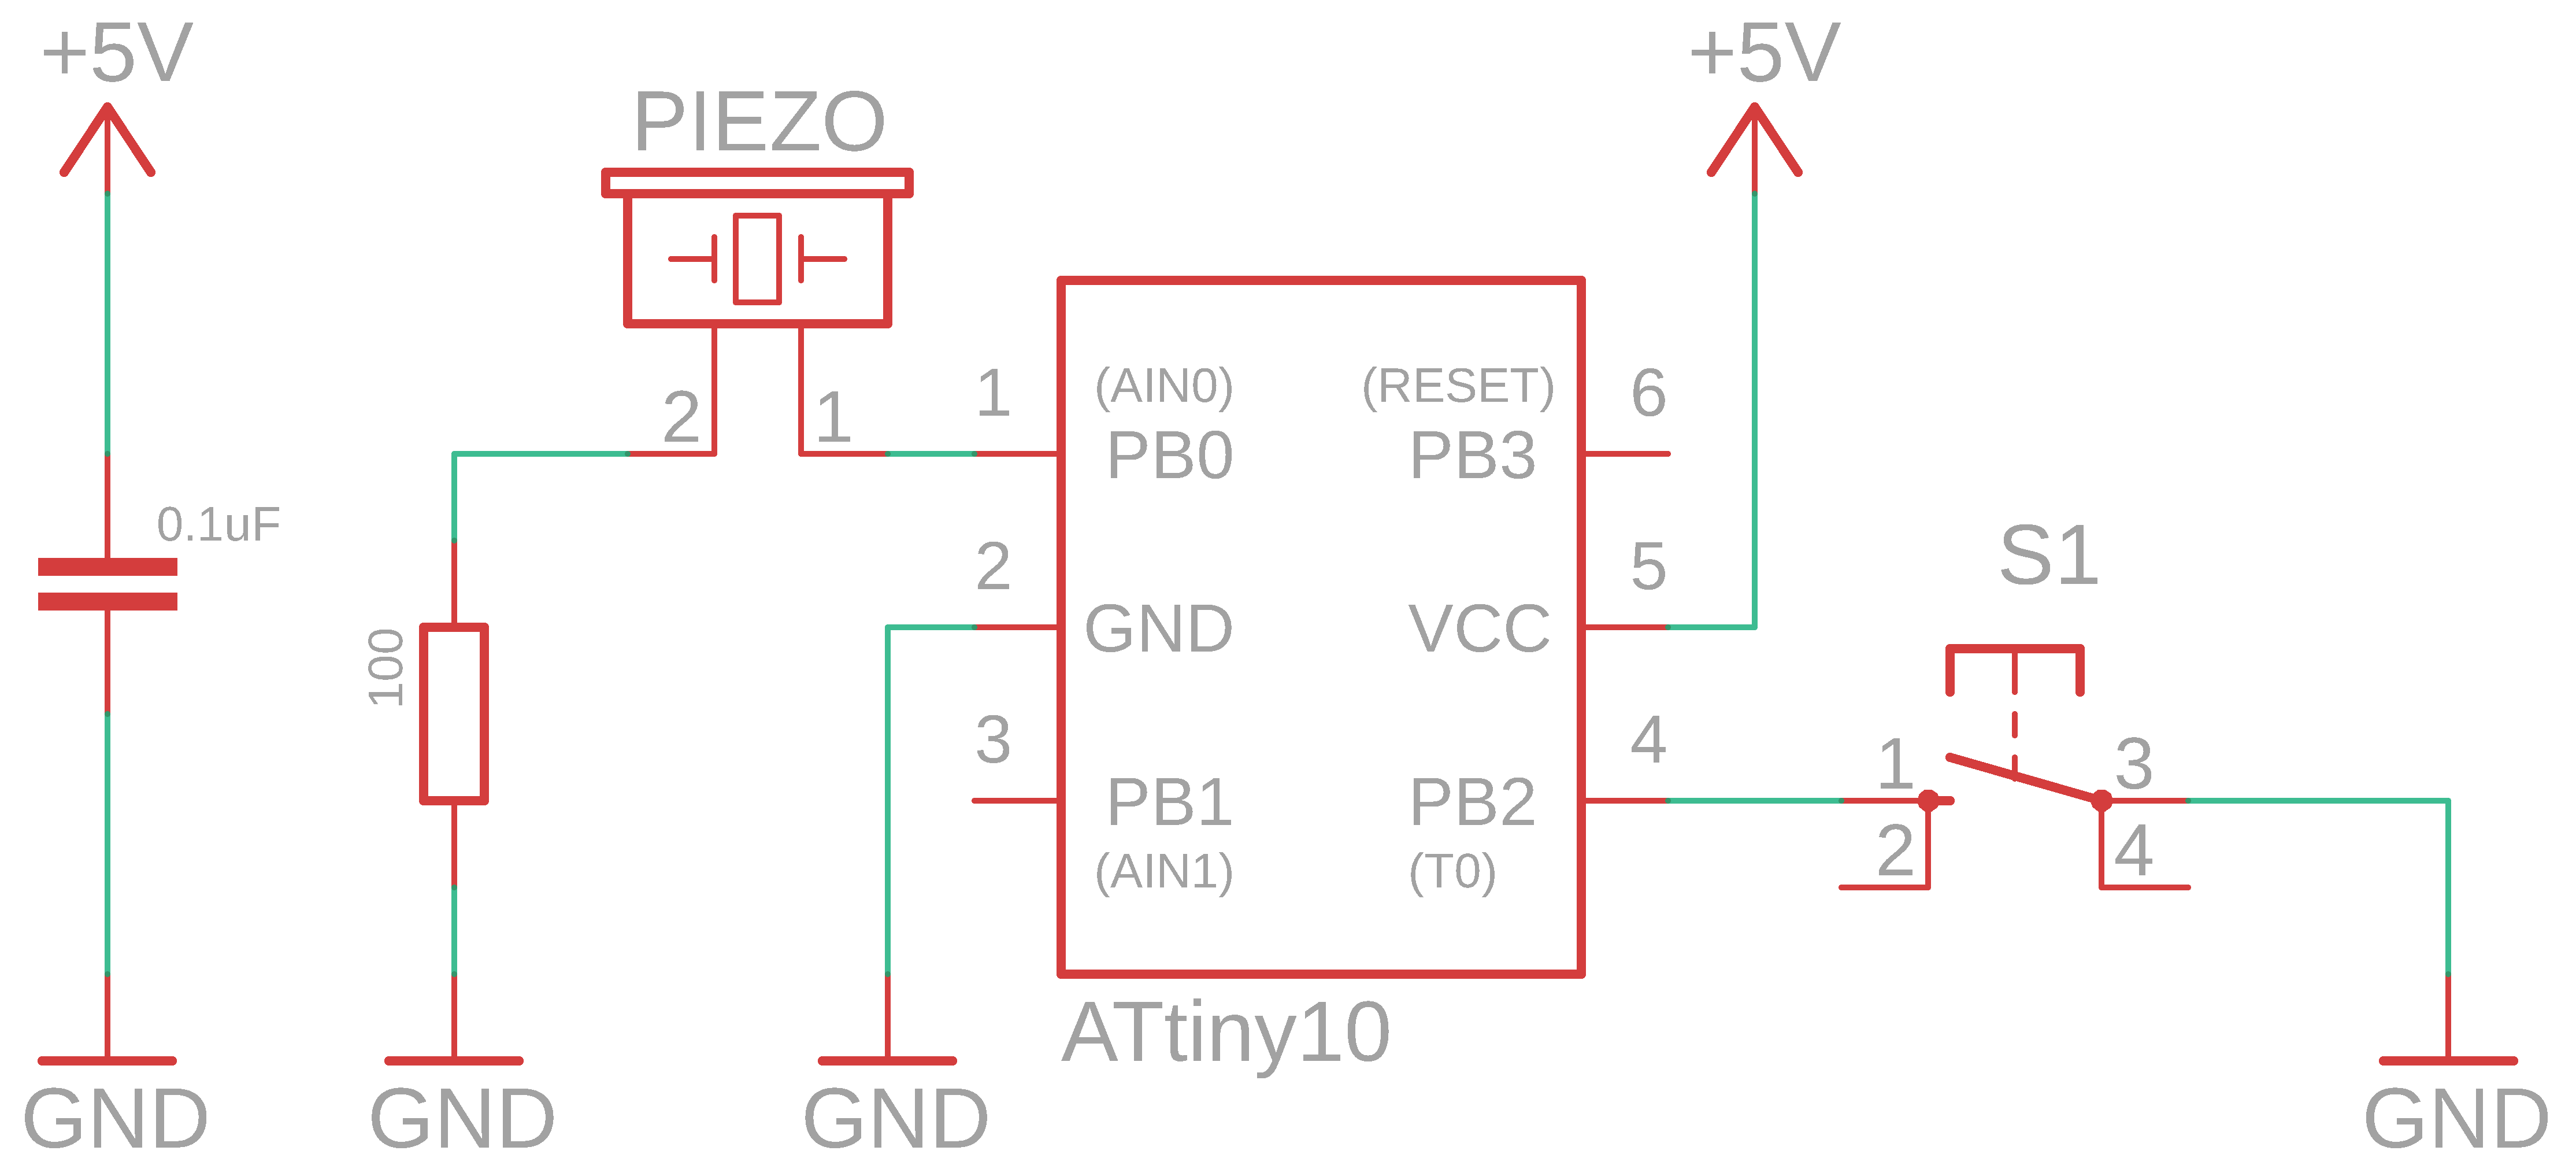 +5V
+5V
PIEZO
2
1
1
(AIN0)
(RESET)
6
PB0
PB3
0.1uF
2
5
S1
GND
VCC
100
3
4
1
3
PB1
PB2
2
4
(AIN1)
(T0)
ATtiny10
GND
GND
GND
GND